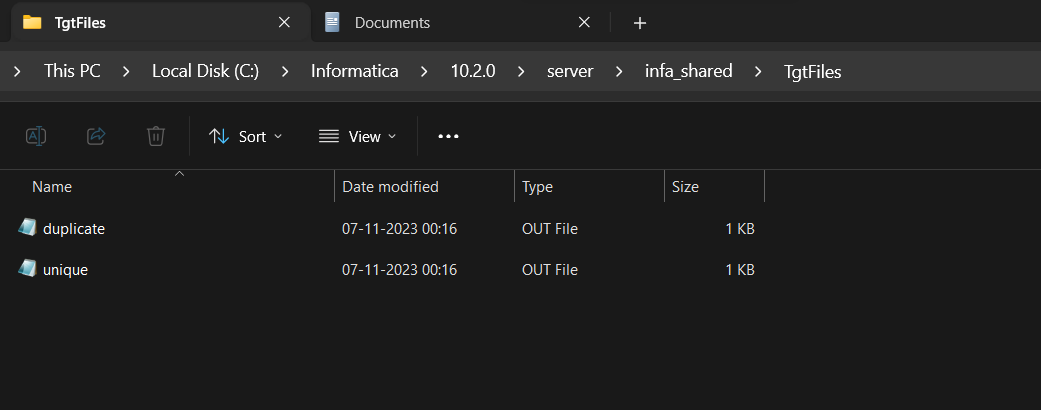 TgtFiles Documents
This PC Local Disk (C:) Informatica 10.2.0 server infa_shared TgtFiles
Sort View
Name Date modified Type Size
duplicate 07-11-2023 00:16 OUT File 1 KB
unique 07-11-2023 00:16 OUT File 1 KB